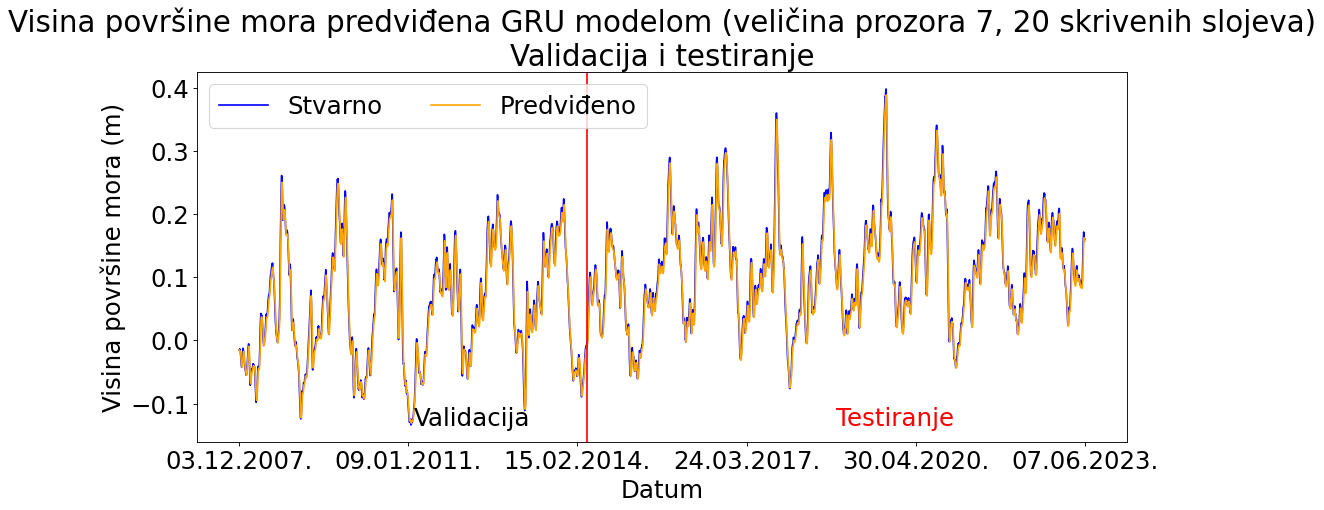 Visina površine mora predviđena GRU modelom (veličina prozora 7, 20 skrivenih slojeva)
Validacija i testiranje
Stvarno
Predviđeno
Visina površine mora (m)
0.4
0.3
0.2
0.1
0.0
−0.1
Validacija
Testiranje
03.12.2007.
09.01.2011.
15.02.2014.
24.03.2017.
30.04.2020.
07.06.2023.
Datum